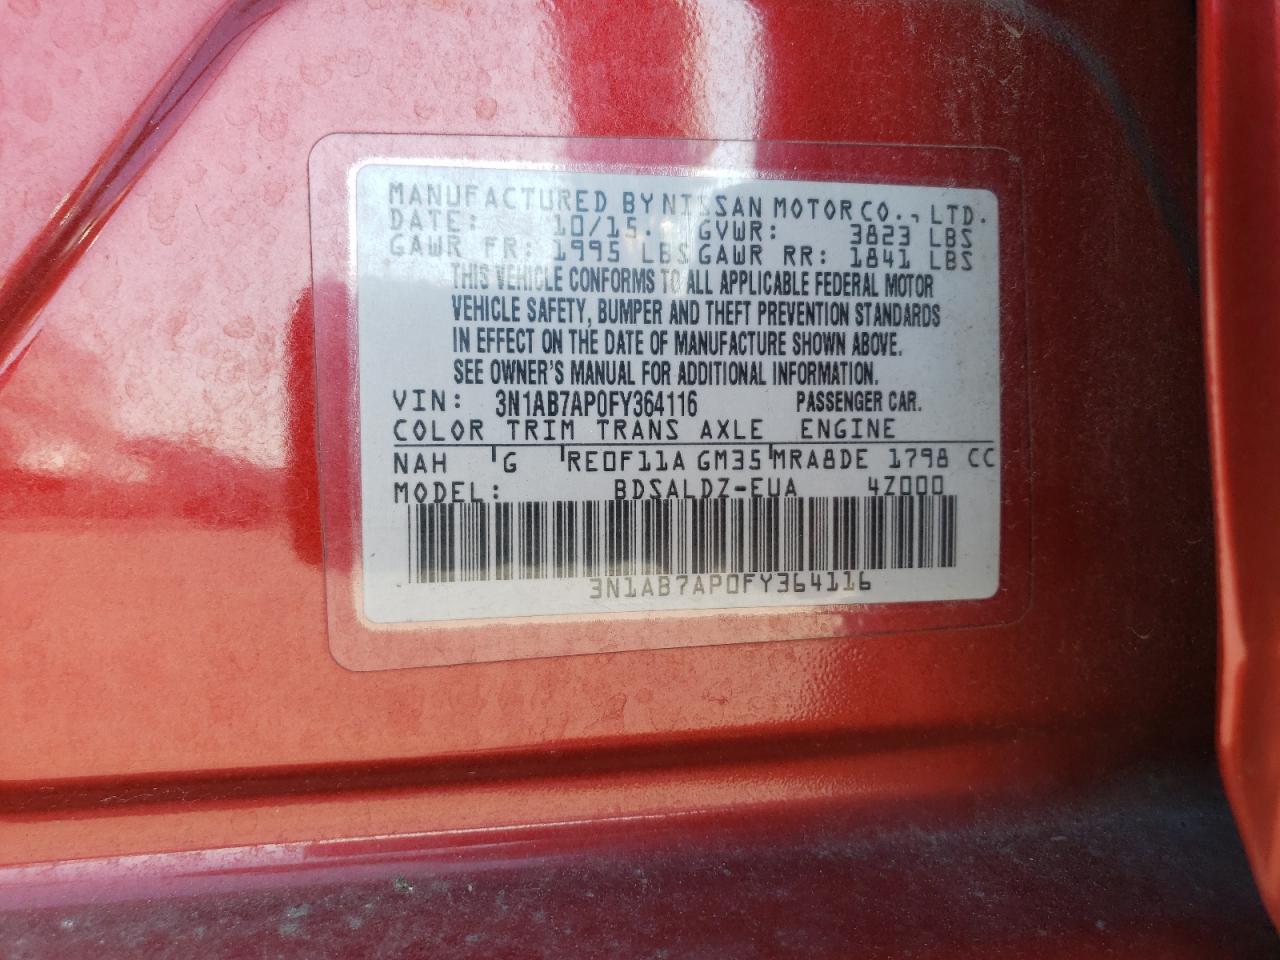 MANUFACTURED BY NISSAN MOTOR CO., LTD.
DATE: 10/15. GVWR: 3823 LBS
GAWR FR: 1995 LBS GAWR RR: 1841 LBS
THIS VEHICLE CONFORMS TO ALL APPLICABLE FEDERAL MOTOR
VEHICLE SAFETY, BUMPER AND THEFT PREVENTION STANDARDS
IN EFFECT ON THE DATE OF MANUFACTURE SHOWN ABOVE.
SEE OWNER'S MANUAL FOR ADDITIONAL INFORMATION.
VIN: 3N1AB7AP0FY364116 PASSENGER CAR.
COLOR TRIM TRANS AXLE ENGINE
NAH G RE0F11A GM35 MRA8DE 1798 CC
MODEL: BDSALDZ-EUA 4Z000
3N1AB7AP0FY364116